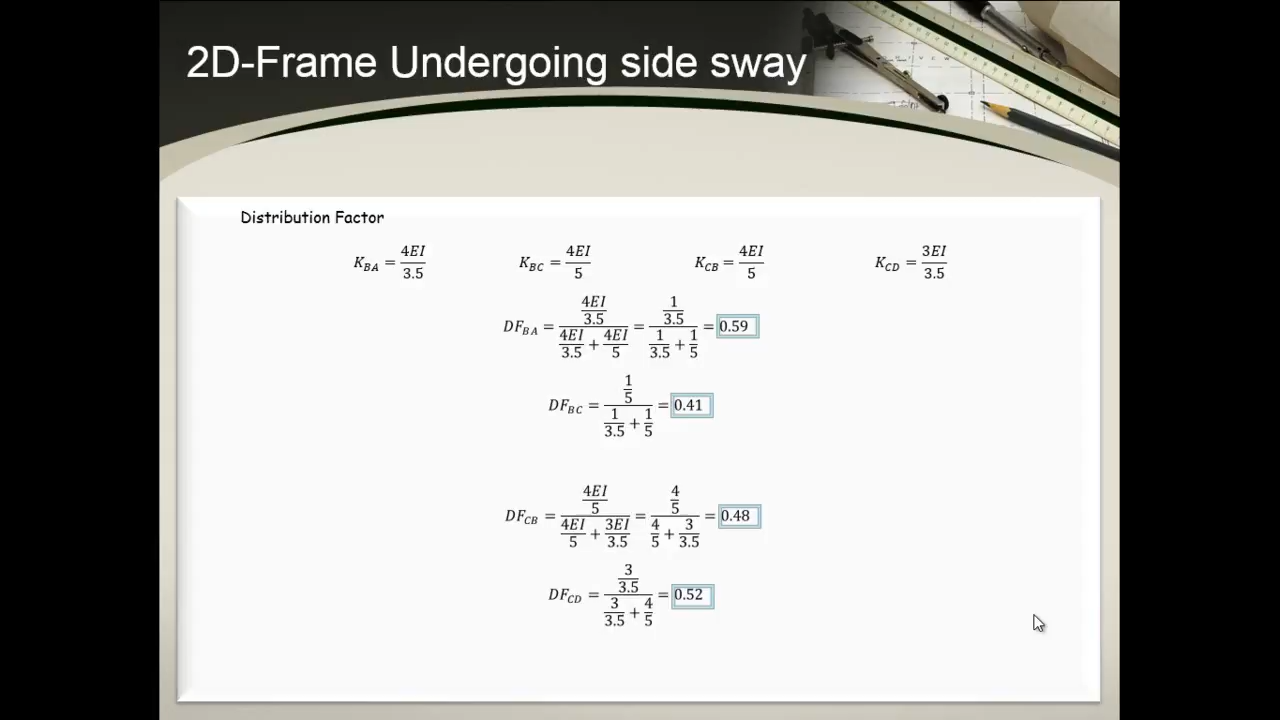 2D-Frame Undergoing side sway
Distribution Factor
K_BA = 4EI/3.5 K_BC = 4EI/5 K_CB = 4EI/5 K_CD = 3EI/3.5
DF_BA = (4EI/3.5)/(4EI/3.5 + 4EI/5) = (1/3.5)/(1/3.5 + 1/5) = 0.59
DF_BC = (1/5)/(1/3.5 + 1/5) = 0.41
DF_CB = (4EI/5)/(4EI/5 + 3EI/3.5) = (4/5)/(4/5 + 3/3.5) = 0.48
DF_CD = (3/3.5)/(3/3.5 + 4/5) = 0.52